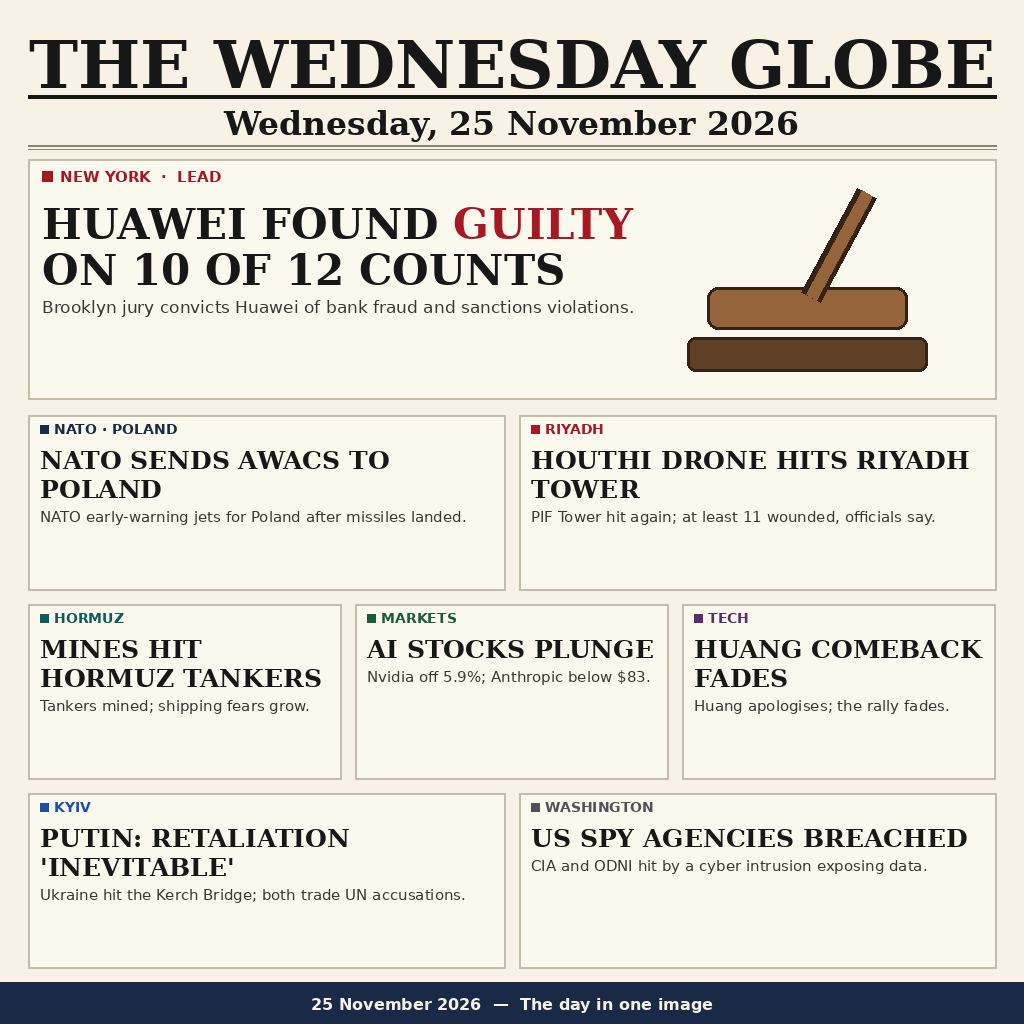 THE WEDNESDAY GLOBE
Wednesday, 25 November 2026
NEW YORK · LEAD
HUAWEI FOUND GUILTY
ON 10 OF 12 COUNTS
Brooklyn jury convicts Huawei of bank fraud and sanctions violations.
NATO · POLAND
NATO SENDS AWACS TO
POLAND
NATO early-warning jets for Poland after missiles landed.
RIYADH
HOUTHI DRONE HITS RIYADH
TOWER
PIF Tower hit again; at least 11 wounded, officials say.
HORMUZ
MINES HIT
HORMUZ TANKERS
Tankers mined; shipping fears grow.
MARKETS
AI STOCKS PLUNGE
Nvidia off 5.9%; Anthropic below $83.
TECH
HUANG COMEBACK
FADES
Huang apologises; the rally fades.
KYIV
PUTIN: RETALIATION
'INEVITABLE'
Ukraine hit the Kerch Bridge; both trade UN accusations.
WASHINGTON
US SPY AGENCIES BREACHED
CIA and ODNI hit by a cyber intrusion exposing data.
25 November 2026 — The day in one image